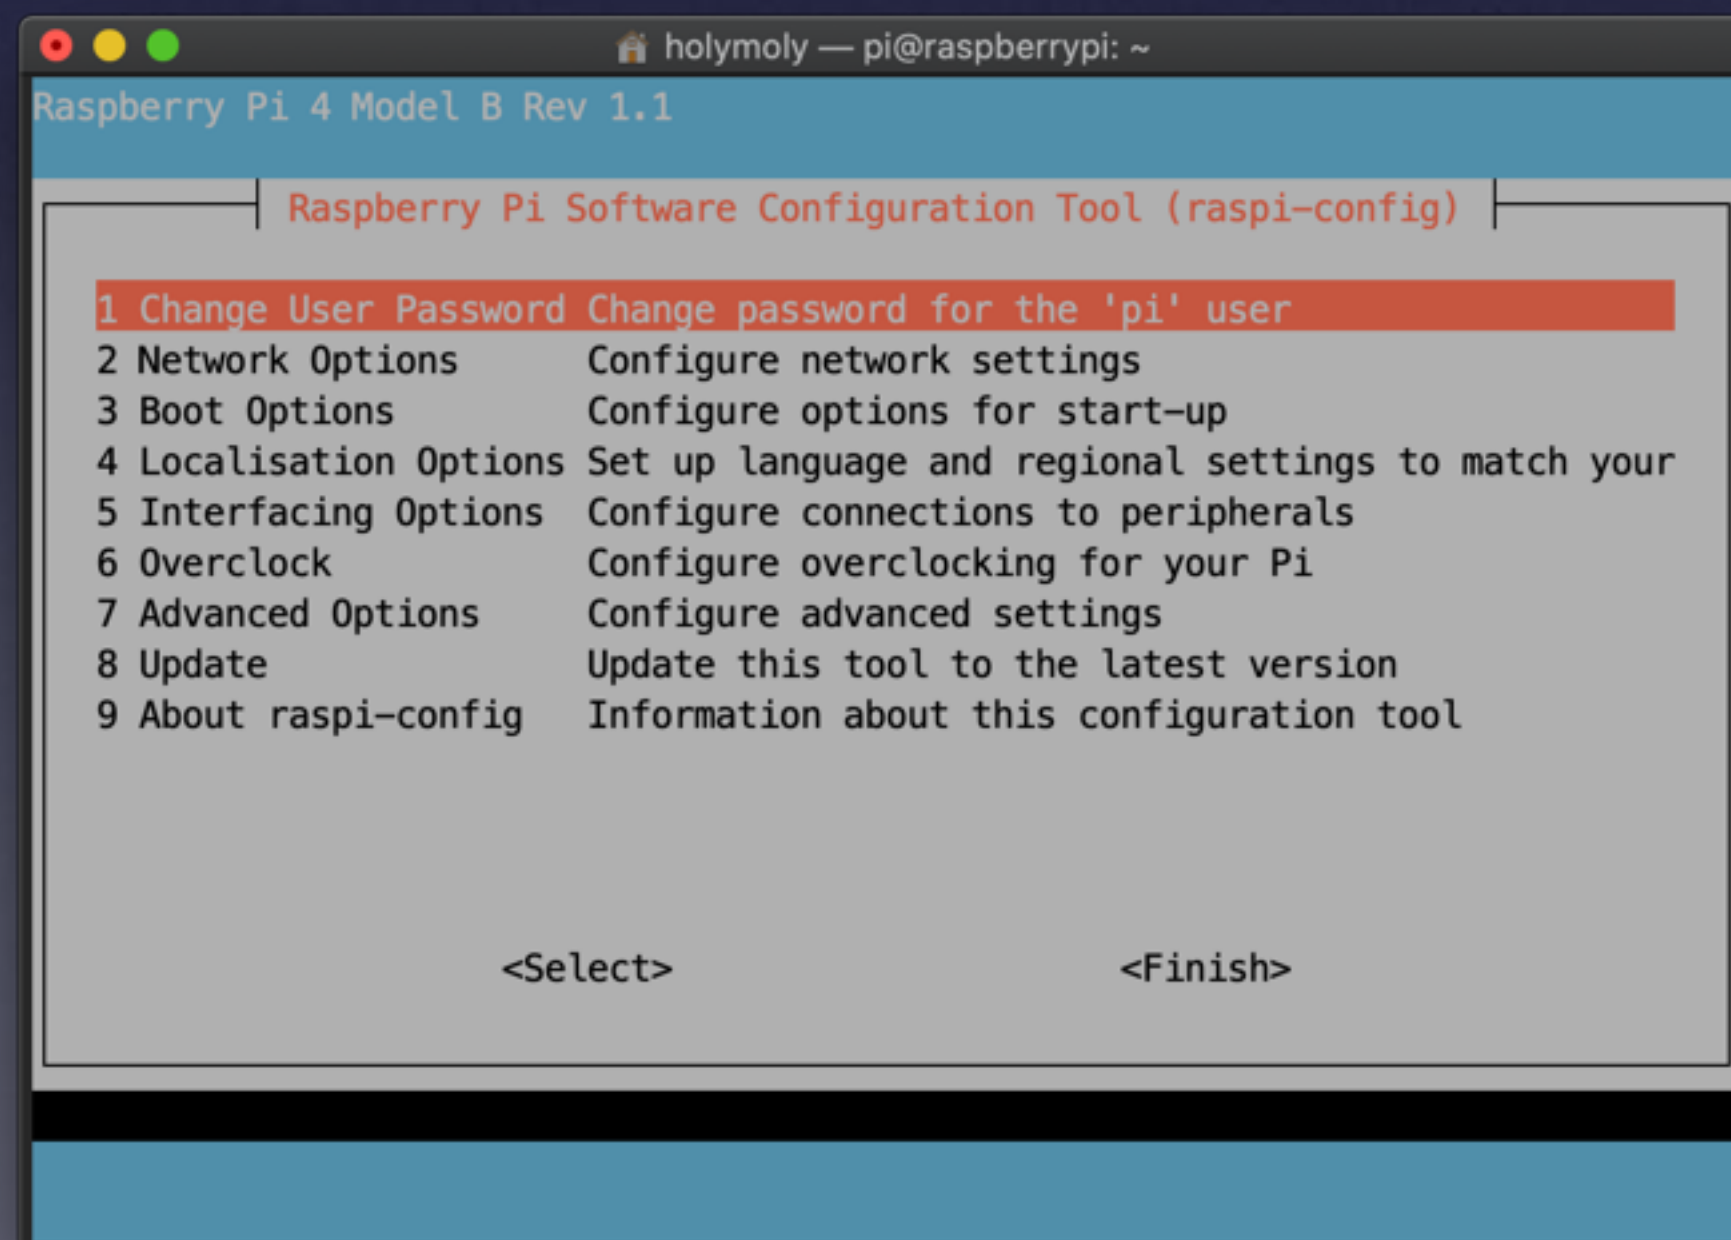 holymoly — pi@raspberrypi: ~
Raspberry Pi 4 Model B Rev 1.1
Raspberry Pi Software Configuration Tool (raspi-config)
1 Change User Password Change password for the 'pi' user
2 Network Options Configure network settings
3 Boot Options Configure options for start-up
4 Localisation Options Set up language and regional settings to match your
5 Interfacing Options Configure connections to peripherals
6 Overclock Configure overclocking for your Pi
7 Advanced Options Configure advanced settings
8 Update Update this tool to the latest version
9 About raspi-config Information about this configuration tool
<Select> <Finish>